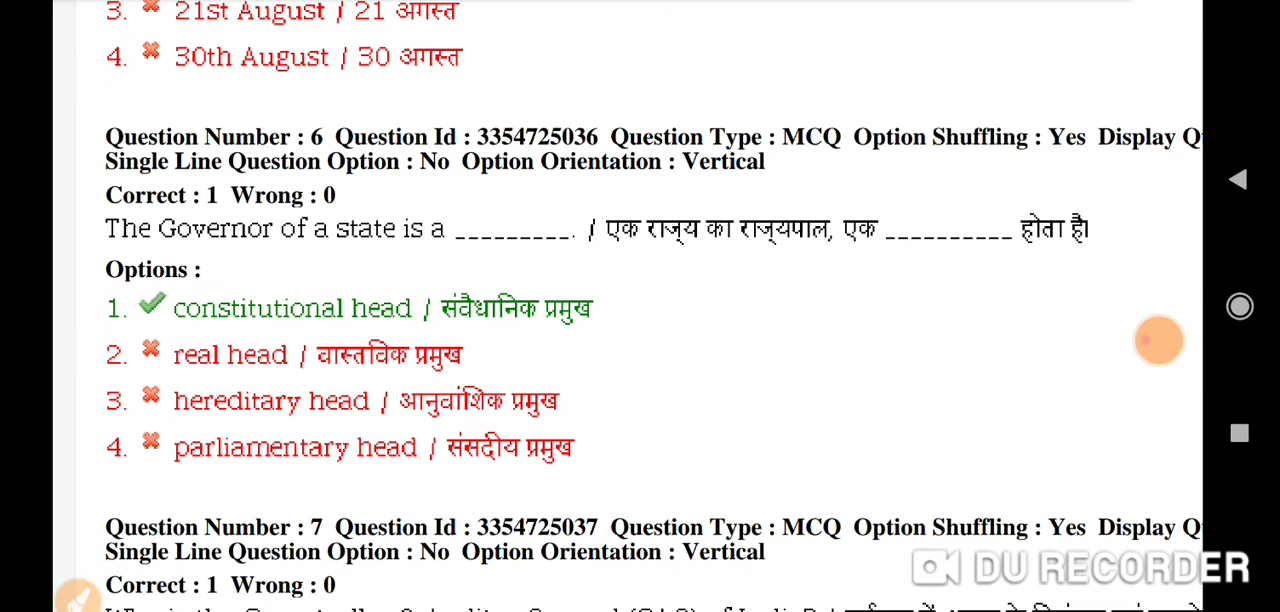 3. 21st August / 21 अगस्त
4. 30th August / 30 अगस्त
Question Number : 6 Question Id : 3354725036 Question Type : MCQ Option Shuffling : Yes Display Q
Single Line Question Option : No Option Orientation : Vertical
Correct : 1 Wrong : 0
The Governor of a state is a _________. / एक राज्य का राज्यपाल, एक __________ होता है।
Options :
1. constitutional head / संवैधानिक प्रमुख
2. real head / वास्तविक प्रमुख
3. hereditary head / आनुवांशिक प्रमुख
4. parliamentary head / संसदीय प्रमुख
Question Number : 7 Question Id : 3354725037 Question Type : MCQ Option Shuffling : Yes Display Q
Single Line Question Option : No Option Orientation : Vertical
DU RECORDER
Correct : 1 Wrong : 0